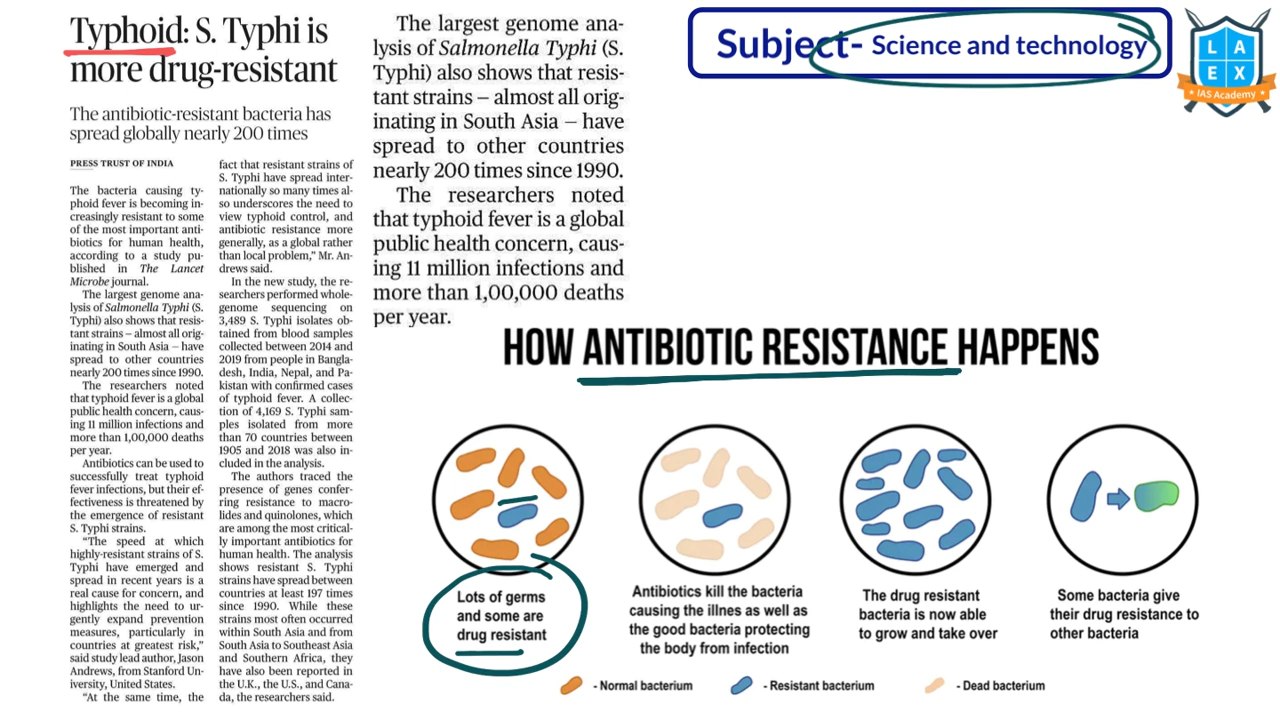 Typhoid: S. Typhi is
more drug-resistant
The antibiotic-resistant bacteria has
spread globally nearly 200 times
PRESS TRUST OF INDIA
The bacteria causing ty-
phoid fever is becoming in-
creasingly resistant to some
of the most important anti-
biotics for human health,
according to a study pu-
blished in The Lancet
Microbe journal.
The largest genome ana-
lysis of Salmonella Typhi (S.
Typhi) also shows that resis-
tant strains – almost all orig-
inating in South Asia – have
spread to other countries
nearly 200 times since 1990.
The researchers noted
that typhoid fever is a global
public health concern, caus-
ing 11 million infections and
more than 1,00,000 deaths
per year.
Antibiotics can be used to
successfully treat typhoid
fever infections, but their ef-
fectiveness is threatened by
the emergence of resistant
S. Typhi strains.
“The speed at which
highly-resistant strains of S.
Typhi have emerged and
spread in recent years is a
real cause for concern, and
highlights the need to ur-
gently expand prevention
measures, particularly in
countries at greatest risk,”
said study lead author, Jason
Andrews, from Stanford Un-
iversity, United States.
“At the same time, the
fact that resistant strains of
S. Typhi have spread inter-
nationally so many times al-
so underscores the need to
view typhoid control, and
antibiotic resistance more
generally, as a global rather
than local problem,” Mr. An-
drews said.
In the new study, the re-
searchers performed whole-
genome sequencing on
3,489 S. Typhi isolates ob-
tained from blood samples
collected between 2014 and
2019 from people in Bangla-
desh, India, Nepal, and Pa-
kistan with confirmed cases
of typhoid fever. A collec-
tion of 4,169 S. Typhi sam-
ples isolated from more
than 70 countries between
1905 and 2018 was also in-
cluded in the analysis.
The authors traced the
presence of genes confer-
ring resistance to macro-
lides and quinolones, which
are among the most critical-
ly important antibiotics for
human health. The analysis
shows resistant S. Typhi
strains have spread between
countries at least 197 times
since 1990. While these
strains most often occurred
within South Asia and from
South Asia to Southeast Asia
and Southern Africa, they
have also been reported in
the U.K., the U.S., and Cana-
da, the researchers said.
The largest genome ana-
lysis of Salmonella Typhi (S.
Typhi) also shows that resis-
tant strains – almost all orig-
inating in South Asia – have
spread to other countries
nearly 200 times since 1990.
The researchers noted
that typhoid fever is a global
public health concern, caus-
ing 11 million infections and
more than 1,00,000 deaths
per year.
Subject- Science and technology
L A
E X
IAS Academy
HOW ANTIBIOTIC RESISTANCE HAPPENS
Lots of germs
and some are
drug resistant
Antibiotics kill the bacteria
causing the illnes as well as
the good bacteria protecting
the body from infection
The drug resistant
bacteria is now able
to grow and take over
Some bacteria give
their drug resistance to
other bacteria
- Normal bacterium
- Resistant bacterium
- Dead bacterium